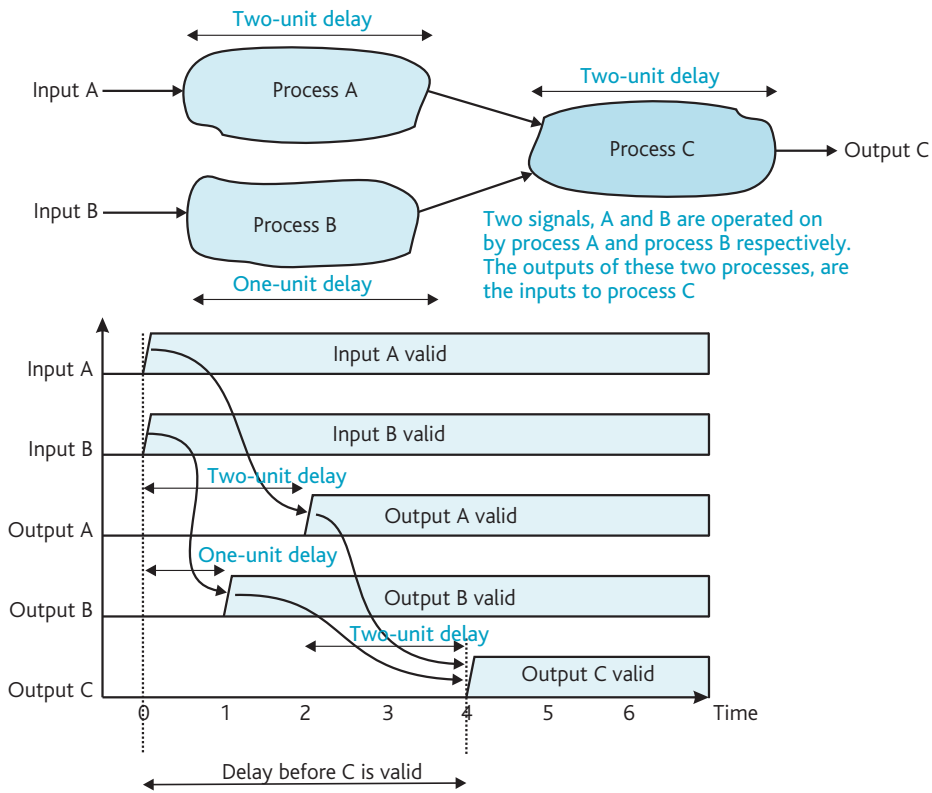 Two-unit delay
Input A
Process A
Two-unit delay
Process C
Output C
Input B
Process B
Two signals, A and B are operated on
by process A and process B respectively.
The outputs of these two processes, are
the inputs to process C
One-unit delay
Input A
Input A valid
Input B
Input B valid
Two-unit delay
Output A
Output A valid
One-unit delay
Output B
Output B valid
Two-unit delay
Output C
Output C valid
0 1 2 3 4 5 6 Time
Delay before C is valid